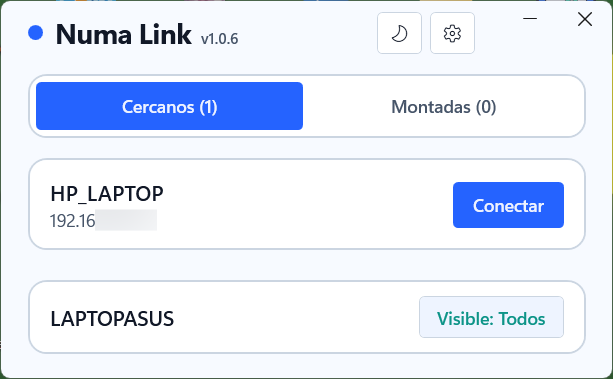 Numa Link v1.0.6
Cercanos (1)
Montadas (0)
HP_LAPTOP
192.16
Conectar
LAPTOPASUS
Visible: Todos